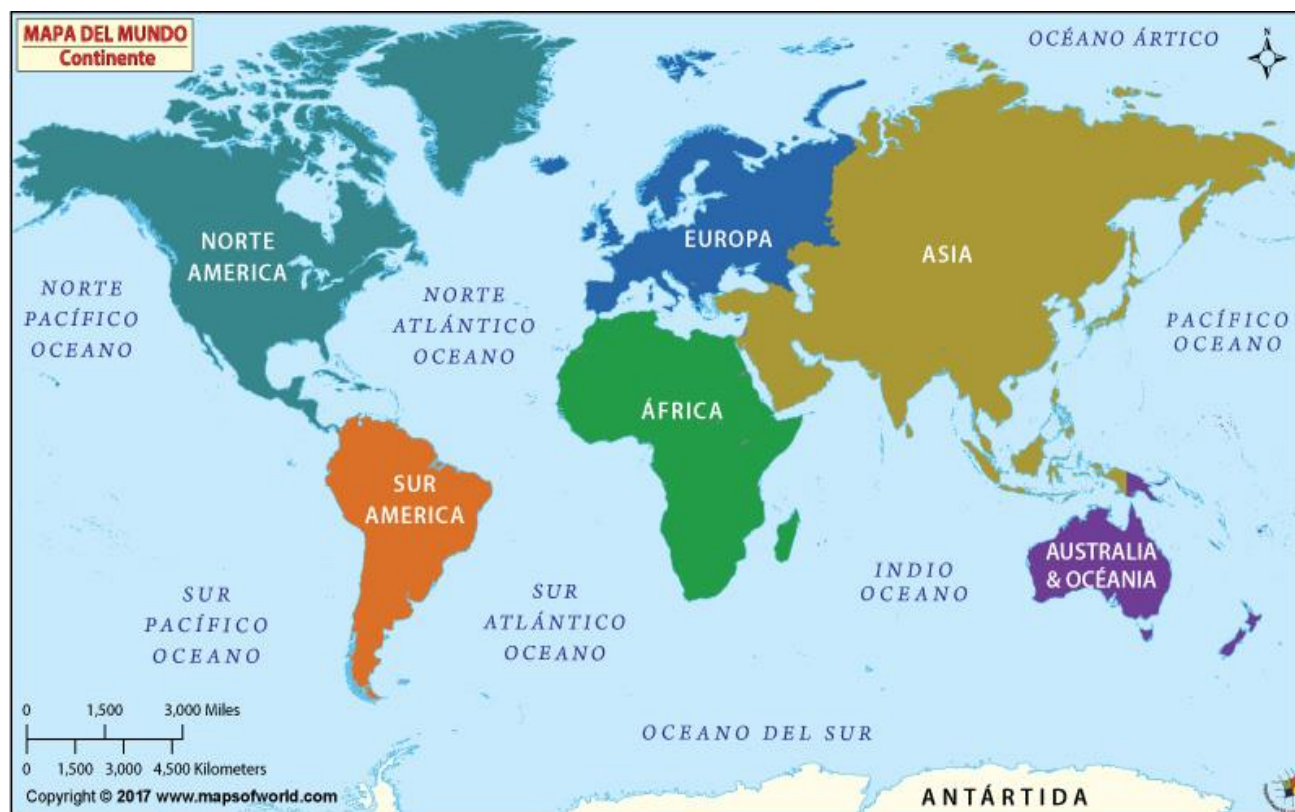 MAPA DEL MUNDO
Continente
OCÉANO ÁRTICO
N
NORTE
AMERICA
EUROPA
ASIA
NORTE
PACÍFICO
OCEANO
NORTE
ATLÁNTICO
OCEANO
PACÍFICO
OCEANO
ÁFRICA
SUR
AMERICA
AUSTRALIA
& OCÉANIA
INDIO
OCEANO
SUR
PACÍFICO
OCEANO
SUR
ATLÁNTICO
OCEANO
0 1,500 3,000 Miles
0 1,500 3,000 4,500 Kilometers
OCEANO DEL SUR
Copyright © 2017 www.mapsofworld.com
ANTÁRTIDA